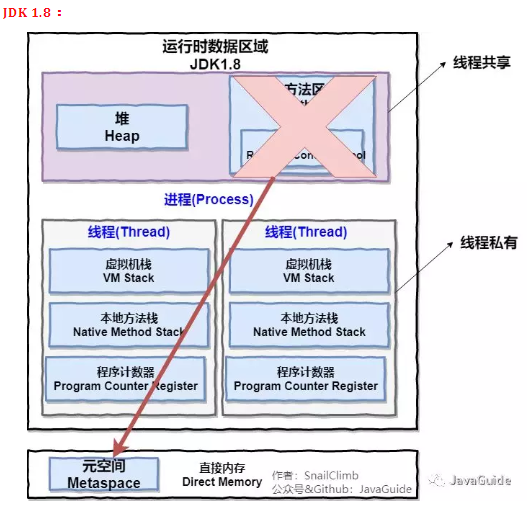 JDK 1.8：
运行时数据区域
JDK1.8
线程共享
堆
Heap
方法区
进程(Process)
线程(Thread)
线程(Thread)
线程私有
虚拟机栈
VM Stack
虚拟机栈
VM Stack
本地方法栈
Native Method Stack
本地方法栈
Native Method Stack
程序计数器
Program Counter Register
程序计数器
Program Counter Register
元空间
Metaspace
直接内存
Direct Memory
作者：SnailClimb
公众号&Github：JavaGuide
JavaGuide